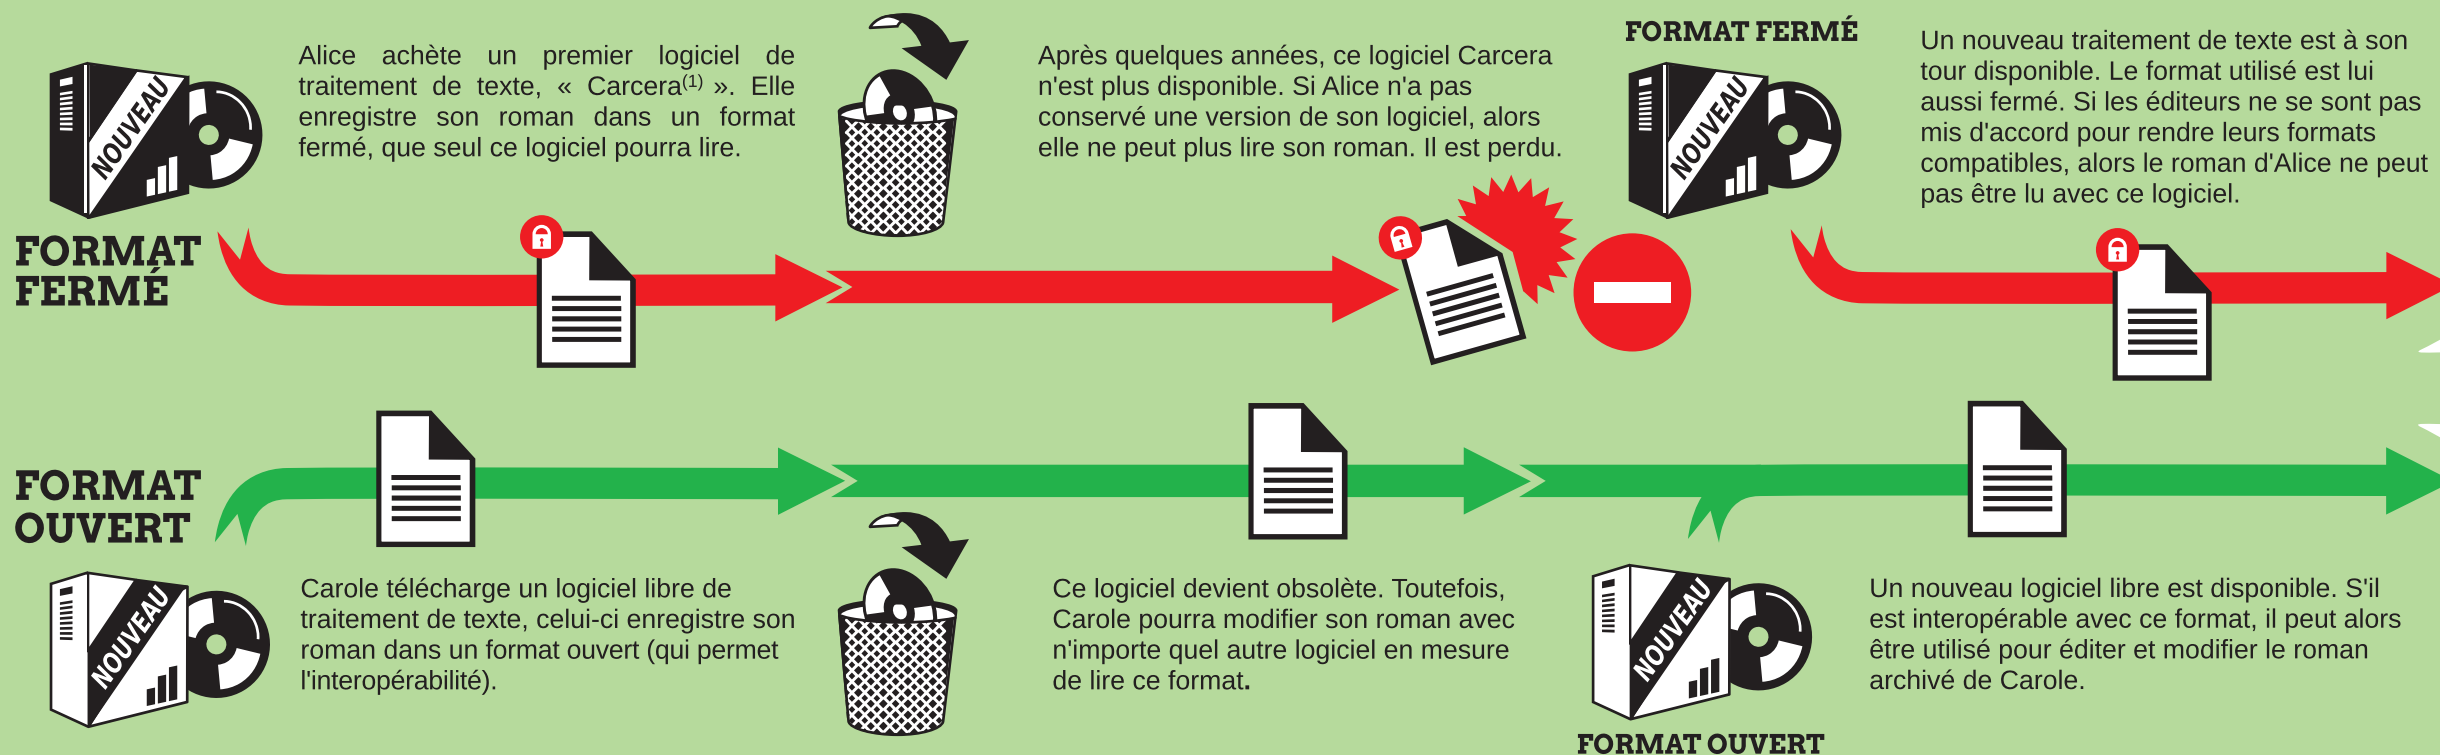 Alice achète un premier logiciel de
traitement de texte, « Carcera(1) ». Elle
enregistre son roman dans un format
fermé, que seul ce logiciel pourra lire.
NOUVEAU
FORMAT
FERMÉ
Après quelques années, ce logiciel Carcera
n'est plus disponible. Si Alice n'a pas
conservé une version de son logiciel, alors
elle ne peut plus lire son roman. Il est perdu.
FORMAT FERMÉ
NOUVEAU
Un nouveau traitement de texte est à son
tour disponible. Le format utilisé est lui
aussi fermé. Si les éditeurs ne se sont pas
mis d'accord pour rendre leurs formats
compatibles, alors le roman d'Alice ne peut
pas être lu avec ce logiciel.
FORMAT
OUVERT
NOUVEAU
Carole télécharge un logiciel libre de
traitement de texte, celui-ci enregistre son
roman dans un format ouvert (qui permet
l'interopérabilité).
Ce logiciel devient obsolète. Toutefois,
Carole pourra modifier son roman avec
n'importe quel autre logiciel en mesure
de lire ce format.
NOUVEAU
FORMAT OUVERT
Un nouveau logiciel libre est disponible. S'il
est interopérable avec ce format, il peut alors
être utilisé pour éditer et modifier le roman
archivé de Carole.